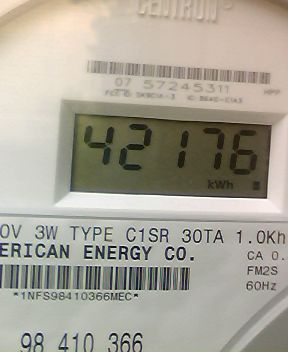 CENTRON®
07 57245311
42176
kWh
0V 3W TYPE C1SR 30TA 1.0Kh
ERICAN ENERGY CO.
CA 0.
FM2S
60Hz
*1NFS98410366MEC*
98 410 366